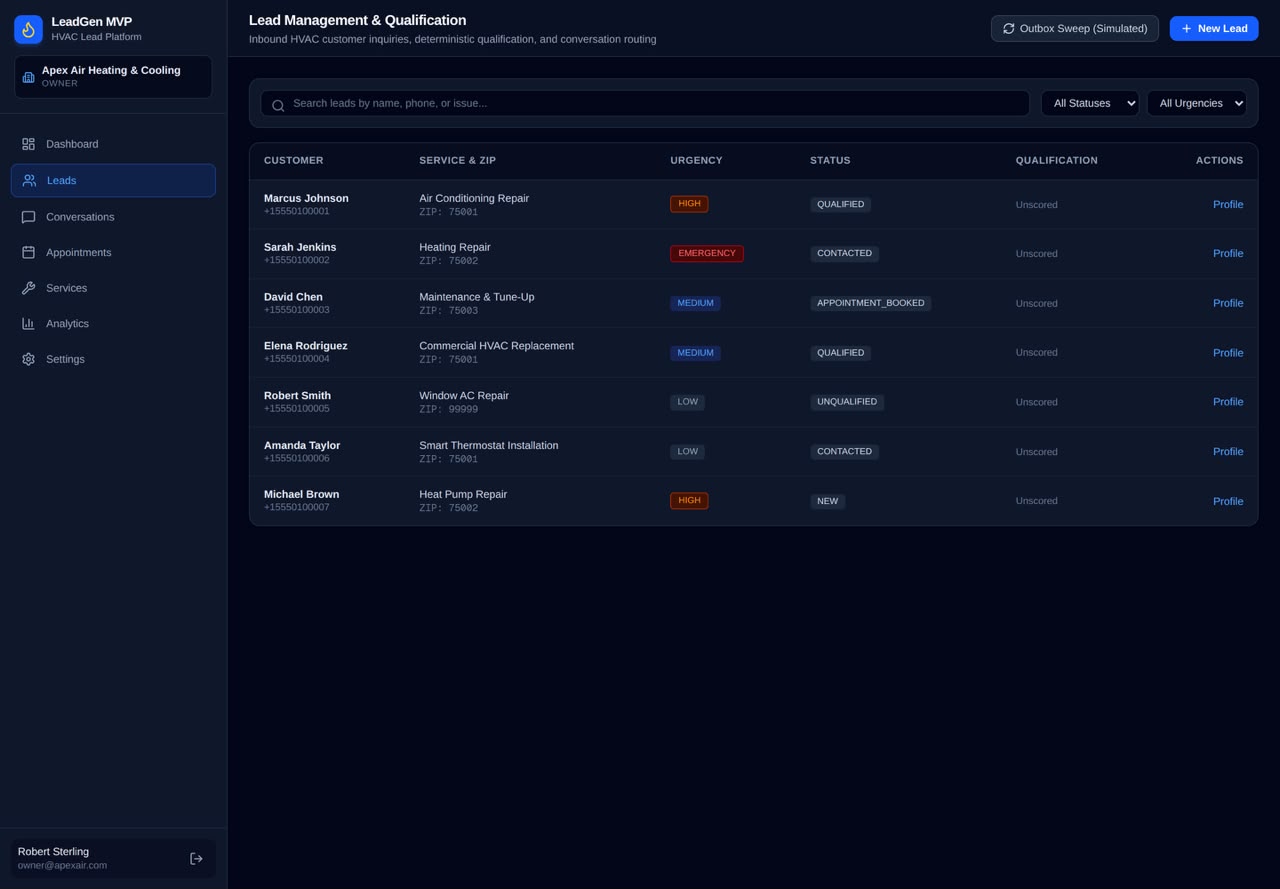 LeadGen MVP
HVAC Lead Platform
Apex Air Heating & Cooling
OWNER
Dashboard
Leads
Conversations
Appointments
Services
Analytics
Settings
Robert Sterling
owner@apexair.com
Lead Management & Qualification
Inbound HVAC customer inquiries, deterministic qualification, and conversation routing
Outbox Sweep (Simulated)
New Lead
Search leads by name, phone, or issue...
All Statuses
All Urgencies
CUSTOMER SERVICE & ZIP URGENCY STATUS QUALIFICATION ACTIONS
Marcus Johnson Air Conditioning Repair HIGH QUALIFIED Unscored Profile
+15550100001 ZIP: 75001
Sarah Jenkins Heating Repair EMERGENCY CONTACTED Unscored Profile
+15550100002 ZIP: 75002
David Chen Maintenance & Tune-Up MEDIUM APPOINTMENT_BOOKED Unscored Profile
+15550100003 ZIP: 75003
Elena Rodriguez Commercial HVAC Replacement MEDIUM QUALIFIED Unscored Profile
+15550100004 ZIP: 75001
Robert Smith Window AC Repair LOW UNQUALIFIED Unscored Profile
+15550100005 ZIP: 99999
Amanda Taylor Smart Thermostat Installation LOW CONTACTED Unscored Profile
+15550100006 ZIP: 75001
Michael Brown Heat Pump Repair HIGH NEW Unscored Profile
+15550100007 ZIP: 75002